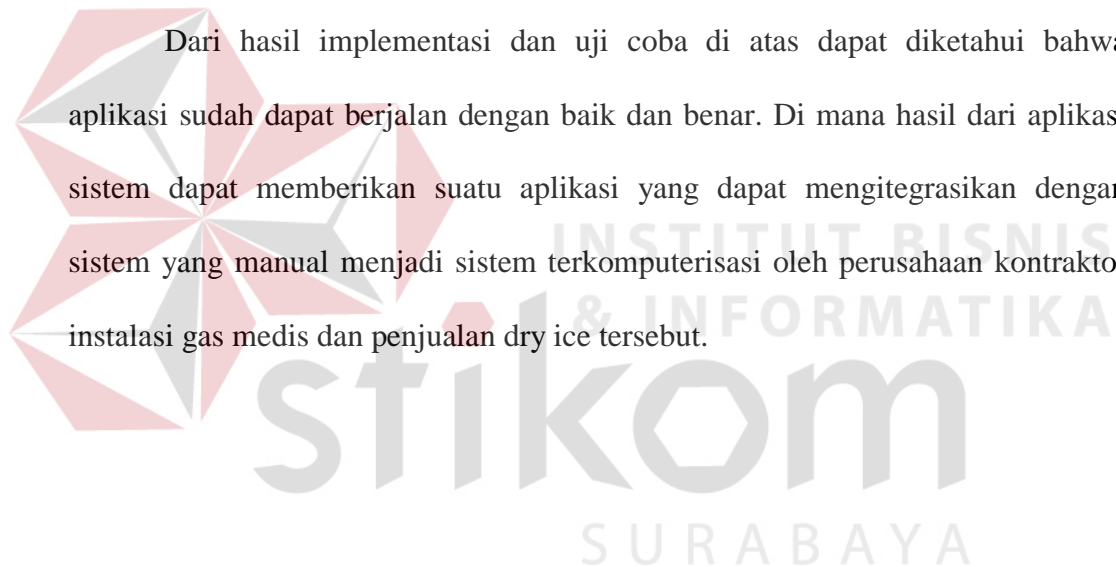 Dari hasil implementasi dan uji coba di atas dapat diketahui bahwa
aplikasi sudah dapat berjalan dengan baik dan benar. Di mana hasil dari aplikas
sistem dapat memberikan suatu aplikasi yang dapat mengitegrasikan dengan
sistem yang manual menjadi sistem terkomputerisasi oleh perusahaan kontrakto
instalasi gas medis dan penjualan dry ice tersebut.
INSTITUT BISNIS
& INFORMATIKA
stikom
SURABAYA